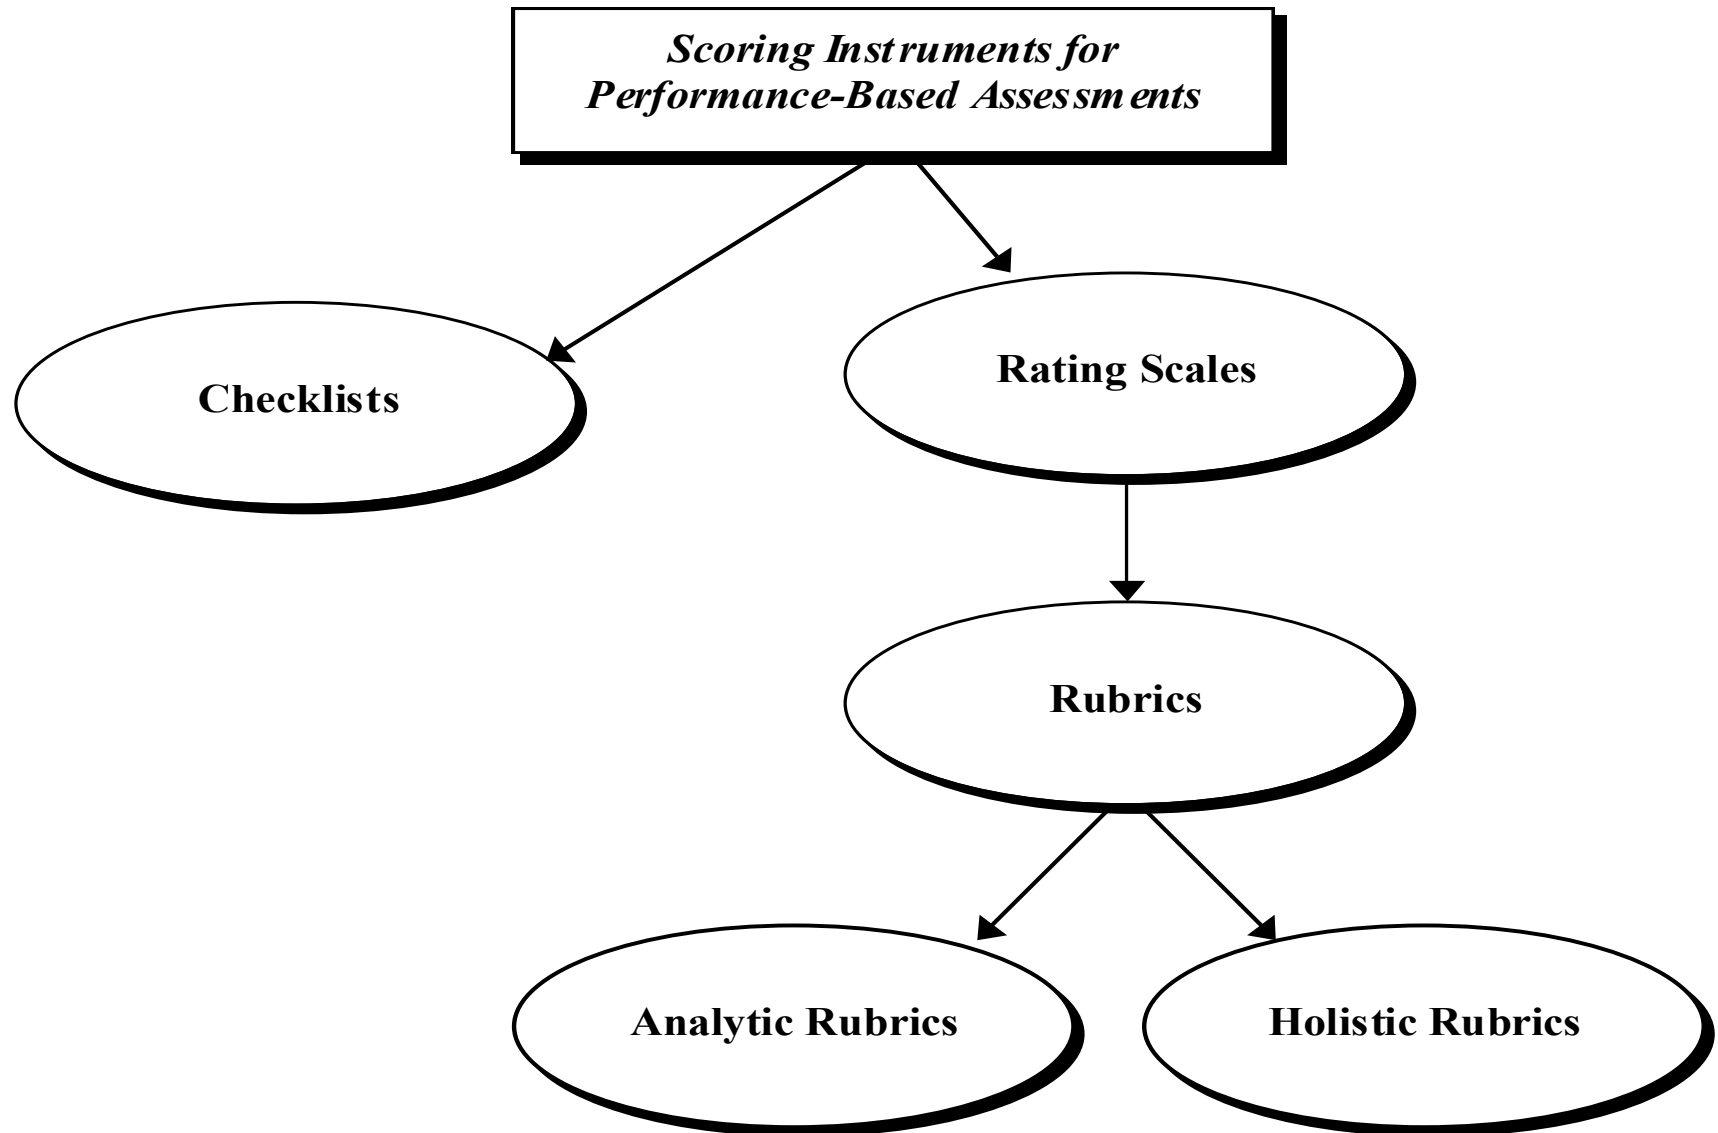 Scoring Instruments for
Performance-Based Assessments
Rating Scales
Checklists
Rubrics
Analytic Rubrics
Holistic Rubrics